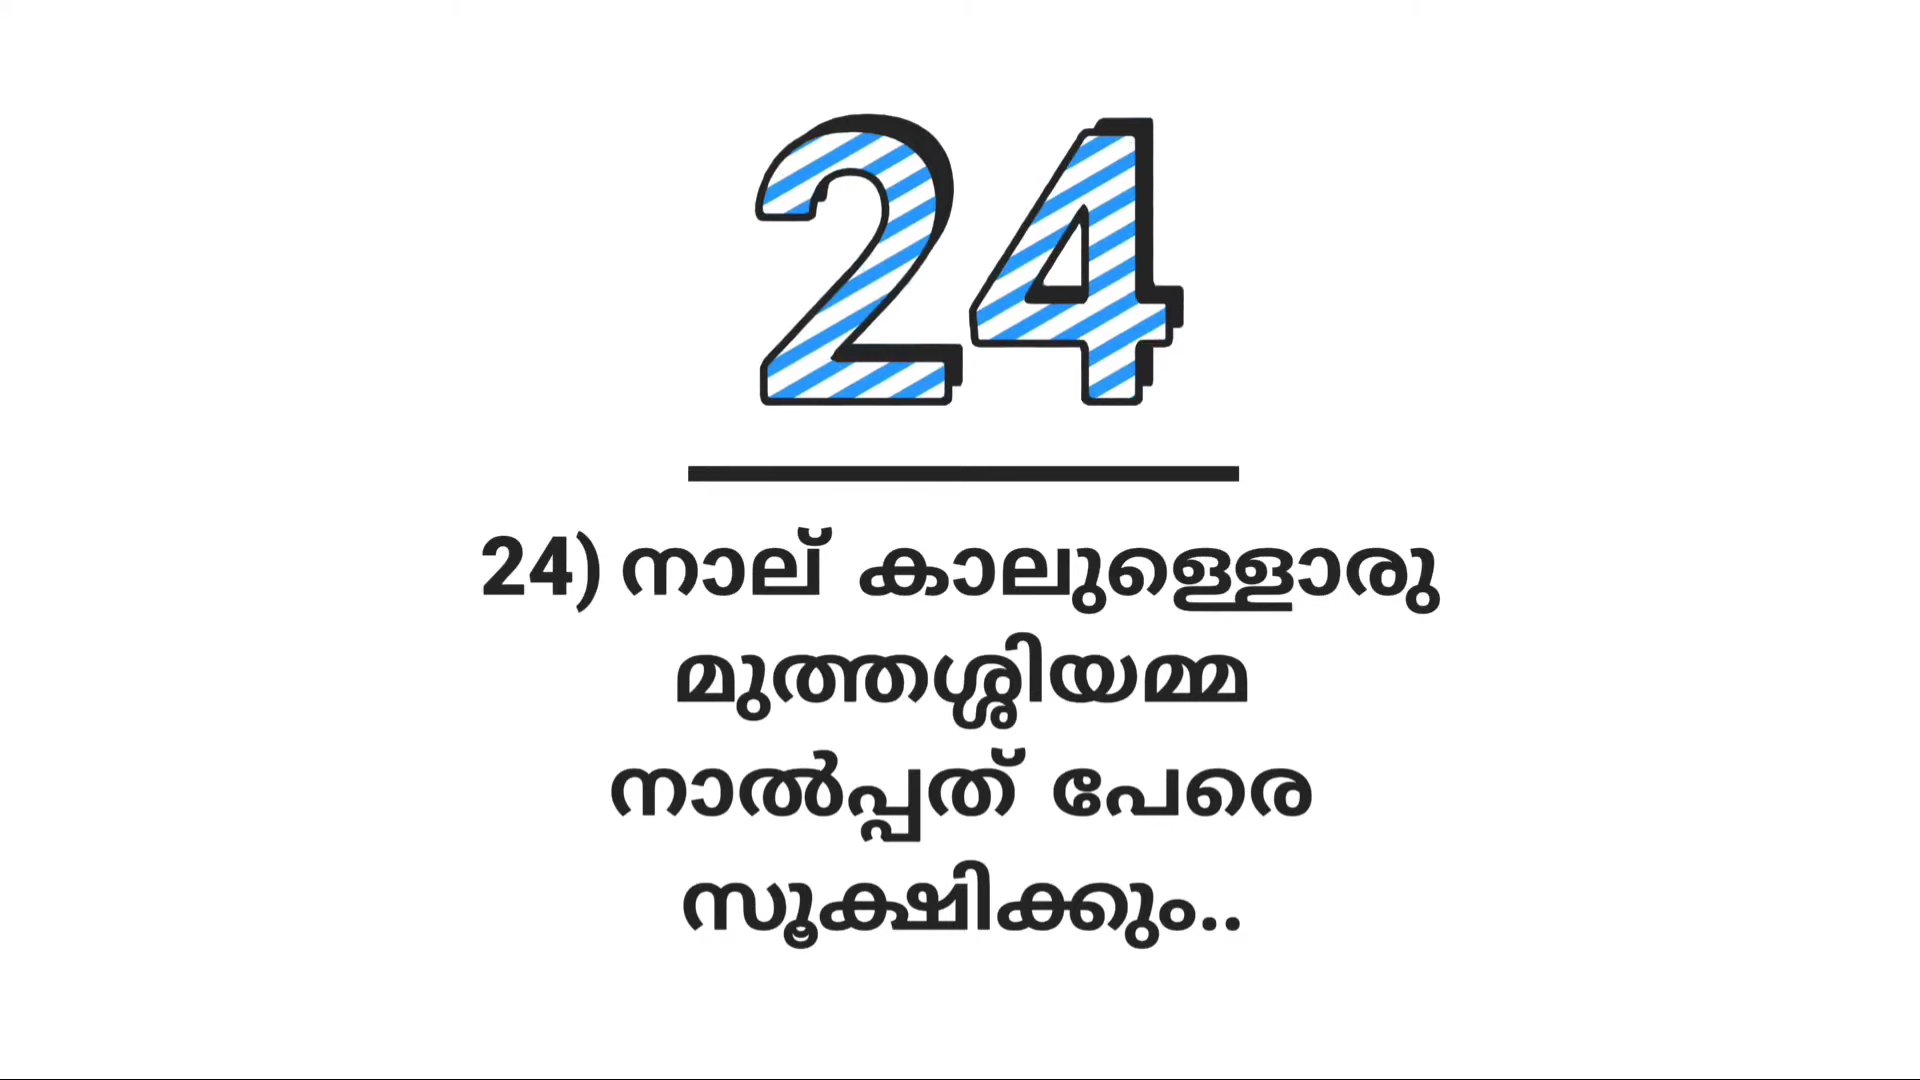 24
24) നാല് കാലുള്ളൊരു
മുത്തശ്ശിയമ്മ
നാൽപ്പത് പേരെ
സൂക്ഷിക്കും..